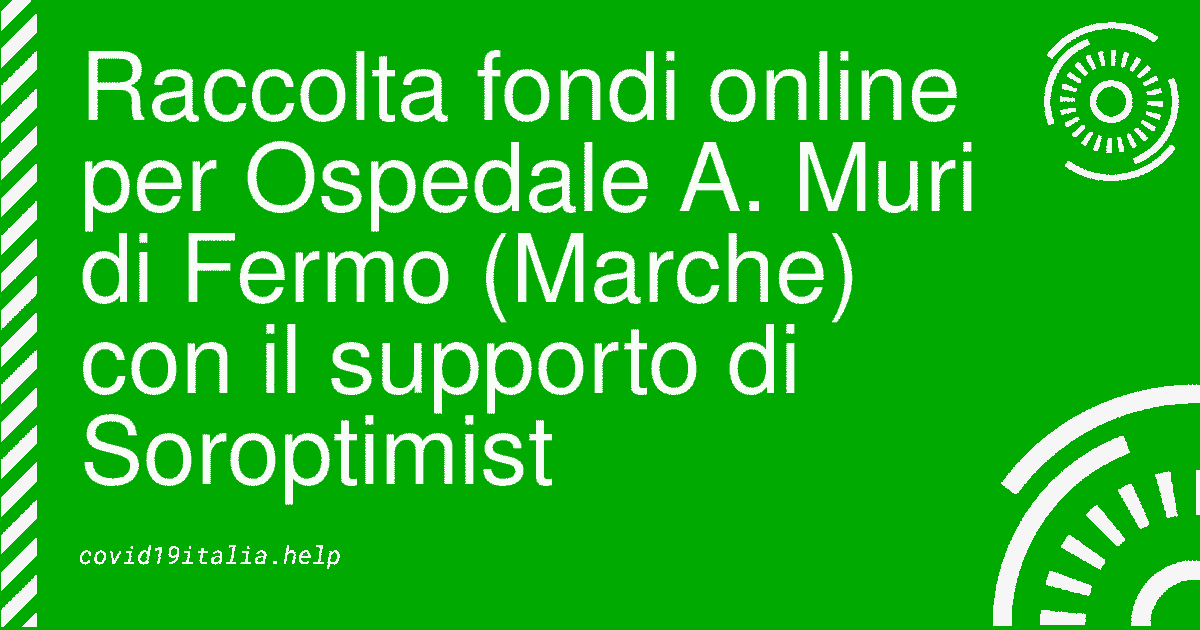 Raccolta fondi online
per Ospedale A. Muri
di Fermo (Marche)
con il supporto di
Soroptimist
covid19italia.help